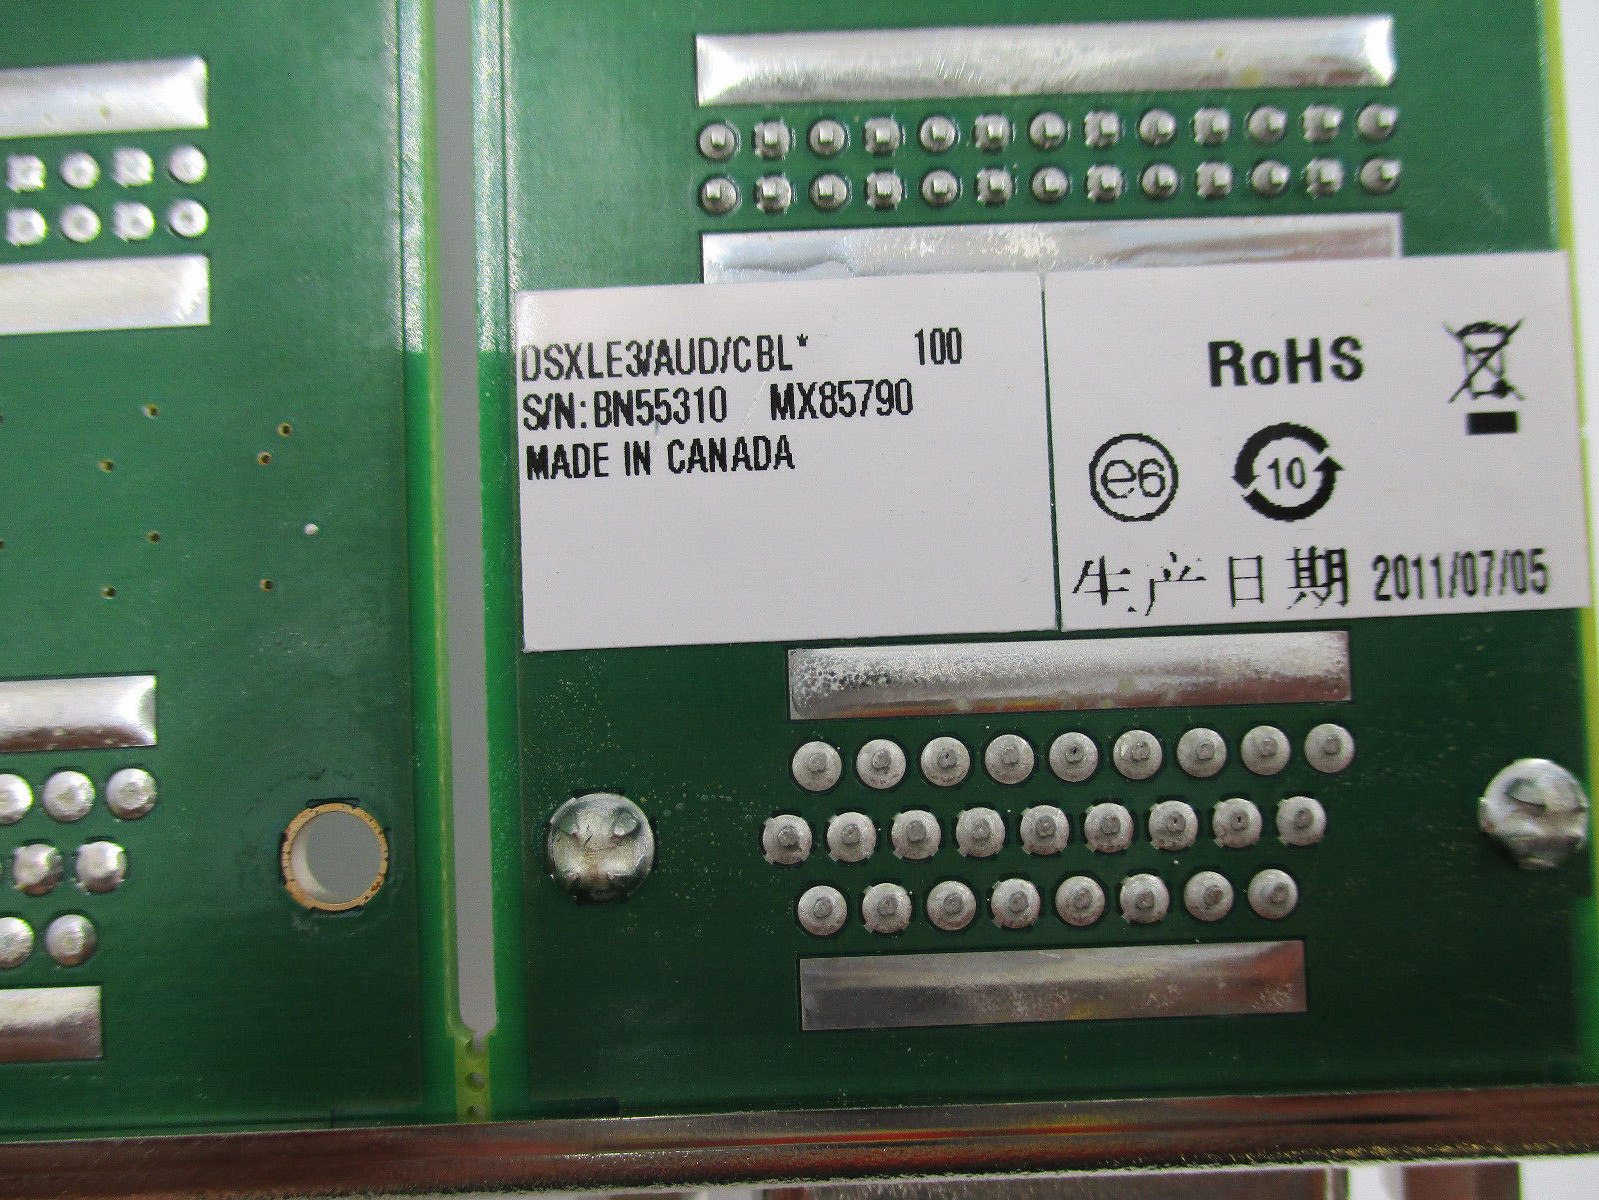 DSXLE3/AUD/CBL* 100
S/N:BN55310 MX85790
MADE IN CANADA
RoHS
e6 10
生产日期 2011/07/05